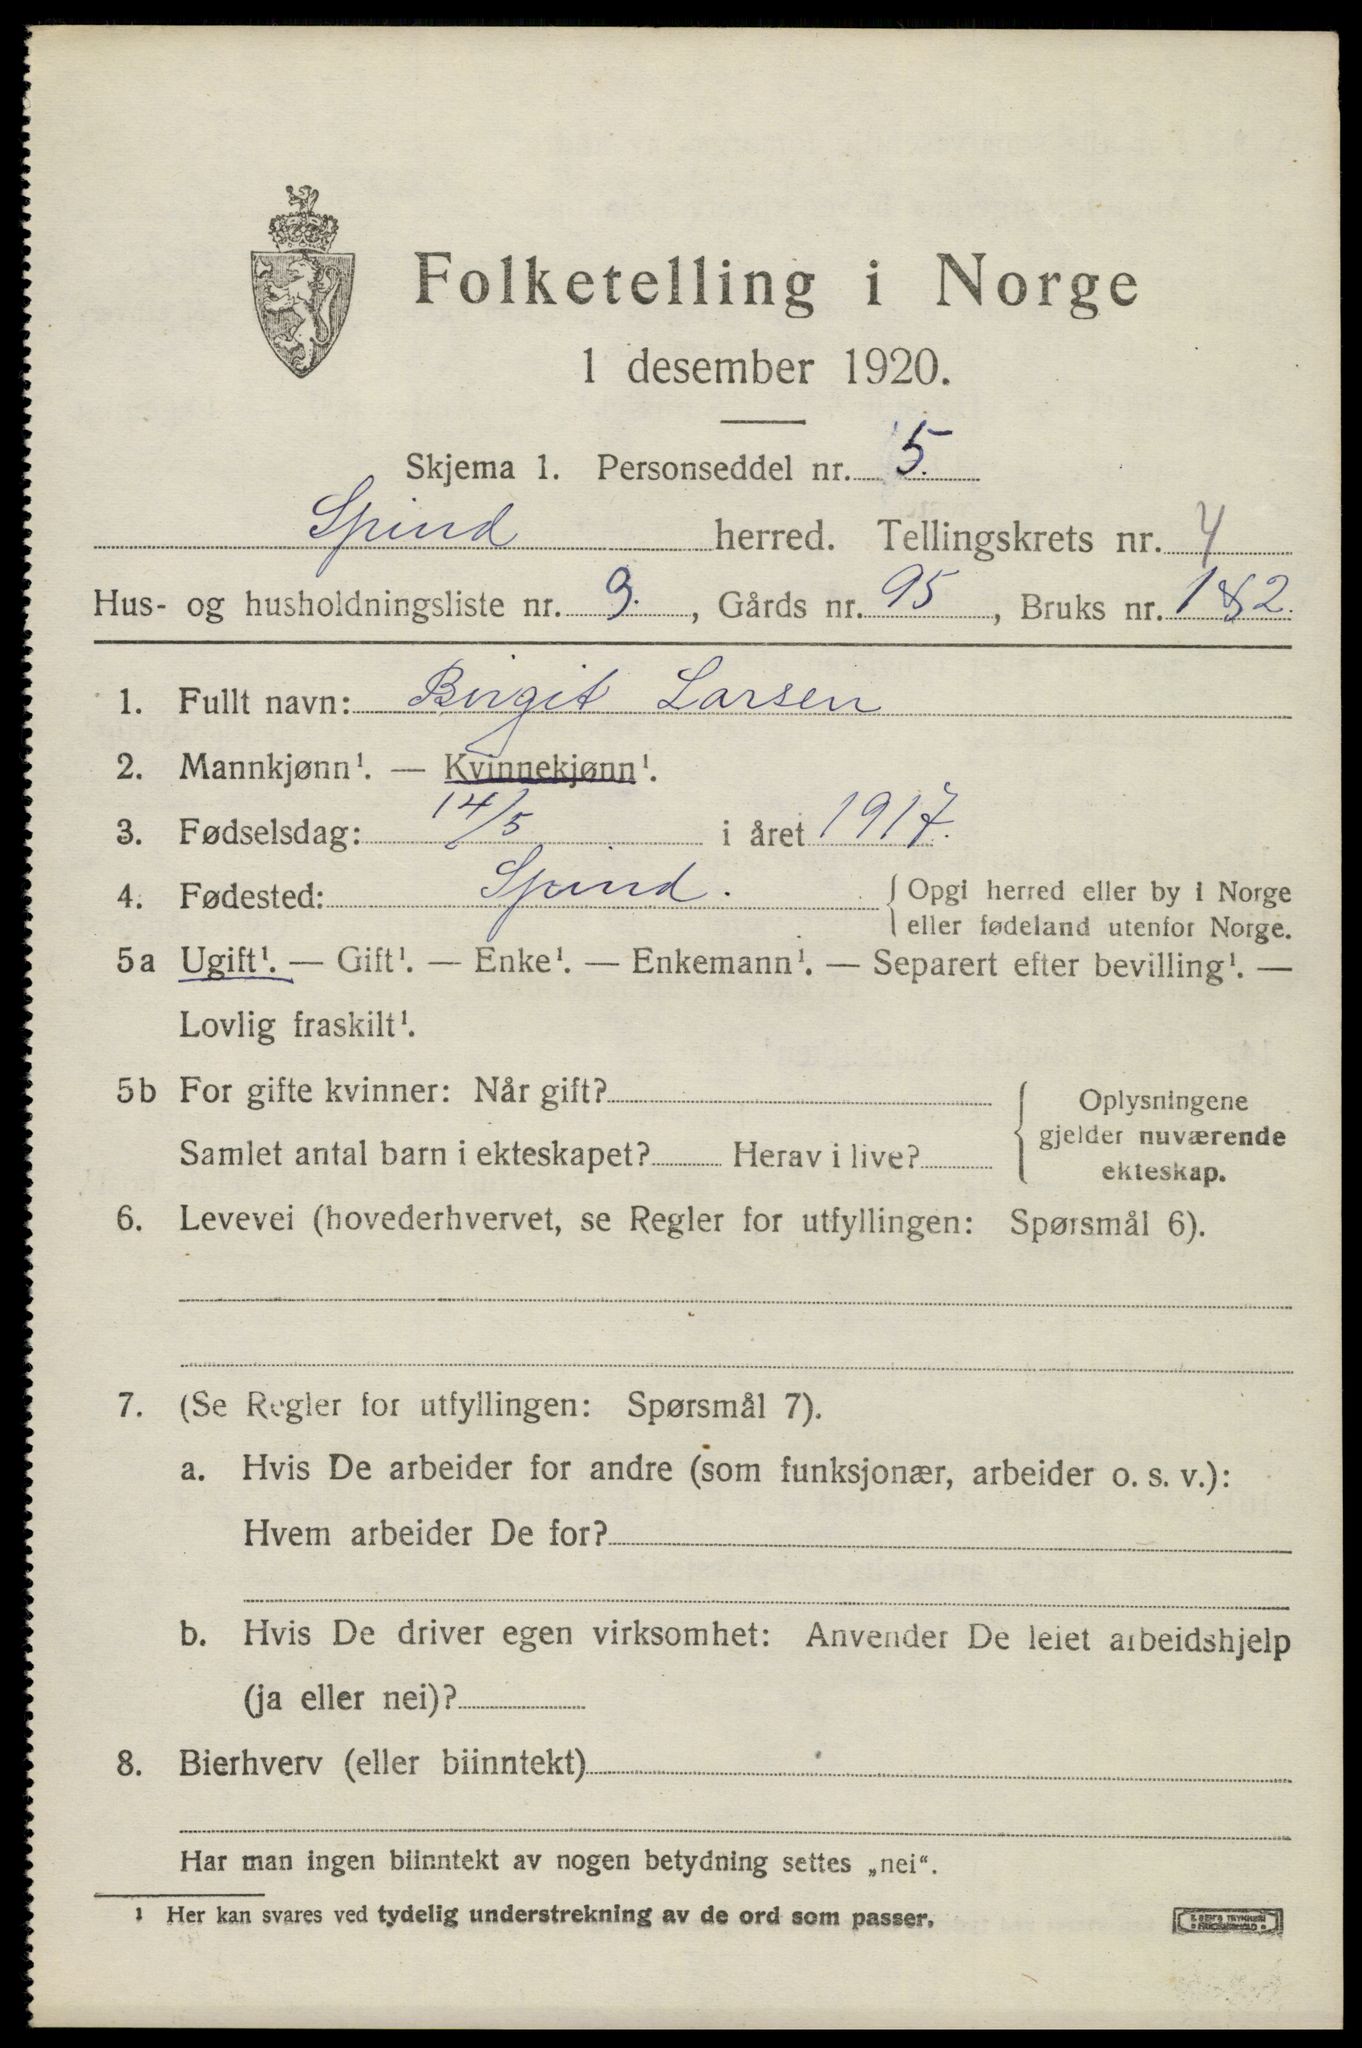 Folketelling i Norge
1 desember 1920.
Skjema 1. Personseddel nr. 5.
Spind herred. Tellingskrets nr. 4
Hus- og husholdningsliste nr. 9., Gårds nr. 95, Bruks nr. 1 & 2.
1. Fullt navn: Birgit Larsen
2. Mannkjønn¹. — Kvinnekjønn¹.
3. Fødselsdag: 14/5 i året 1917.
4. Fødested: Spind. { Opgi herred eller by i Norge
eller fødeland utenfor Norge.
5a Ugift¹. — Gift¹. — Enke¹. — Enkemann¹. — Separert efter bevilling¹. —
Lovlig fraskilt¹.
5b For gifte kvinner: Når gift?
Samlet antal barn i ekteskapet? Herav i live?
{ Oplysningene
gjelder nuværende
ekteskap.
6. Levevei (hovederhvervet, se Regler for utfyllingen: Spørsmål 6).
7. (Se Regler for utfyllingen: Spørsmål 7).
a. Hvis De arbeider for andre (som funksjonær, arbeider o. s. v.):
Hvem arbeider De for?
b. Hvis De driver egen virksomhet: Anvender De leiet arbeidshjelp
(ja eller nei)?
8. Bierhverv (eller biinntekt)
Har man ingen biinntekt av nogen betydning settes „nei“.
¹ Her kan svares ved tydelig understrekning av de ord som passer.